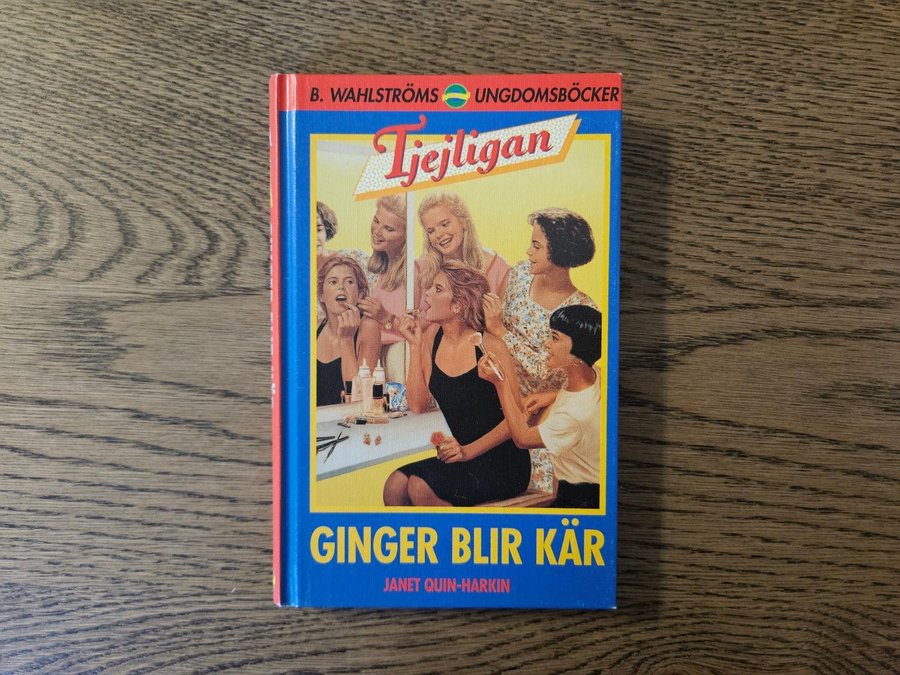 B. WAHLSTRÖMS UNGDOMSBÖCKER
Tjejligan
GINGER BLIR KÄR
JANET QUIN-HARKIN